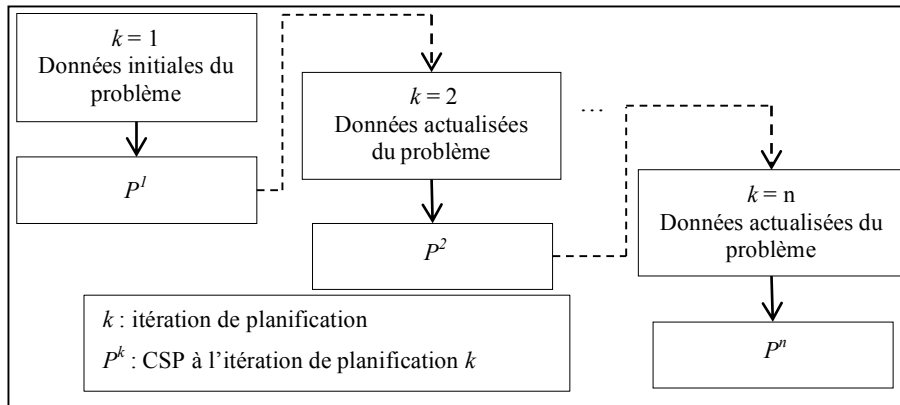 k = 1
Données initiales du
problème
P1
k = 2
Données actualisées
du problème
P2
…
k = n
Données actualisées du
problème
Pn
k : itération de planification
Pk : CSP à l'itération de planification k